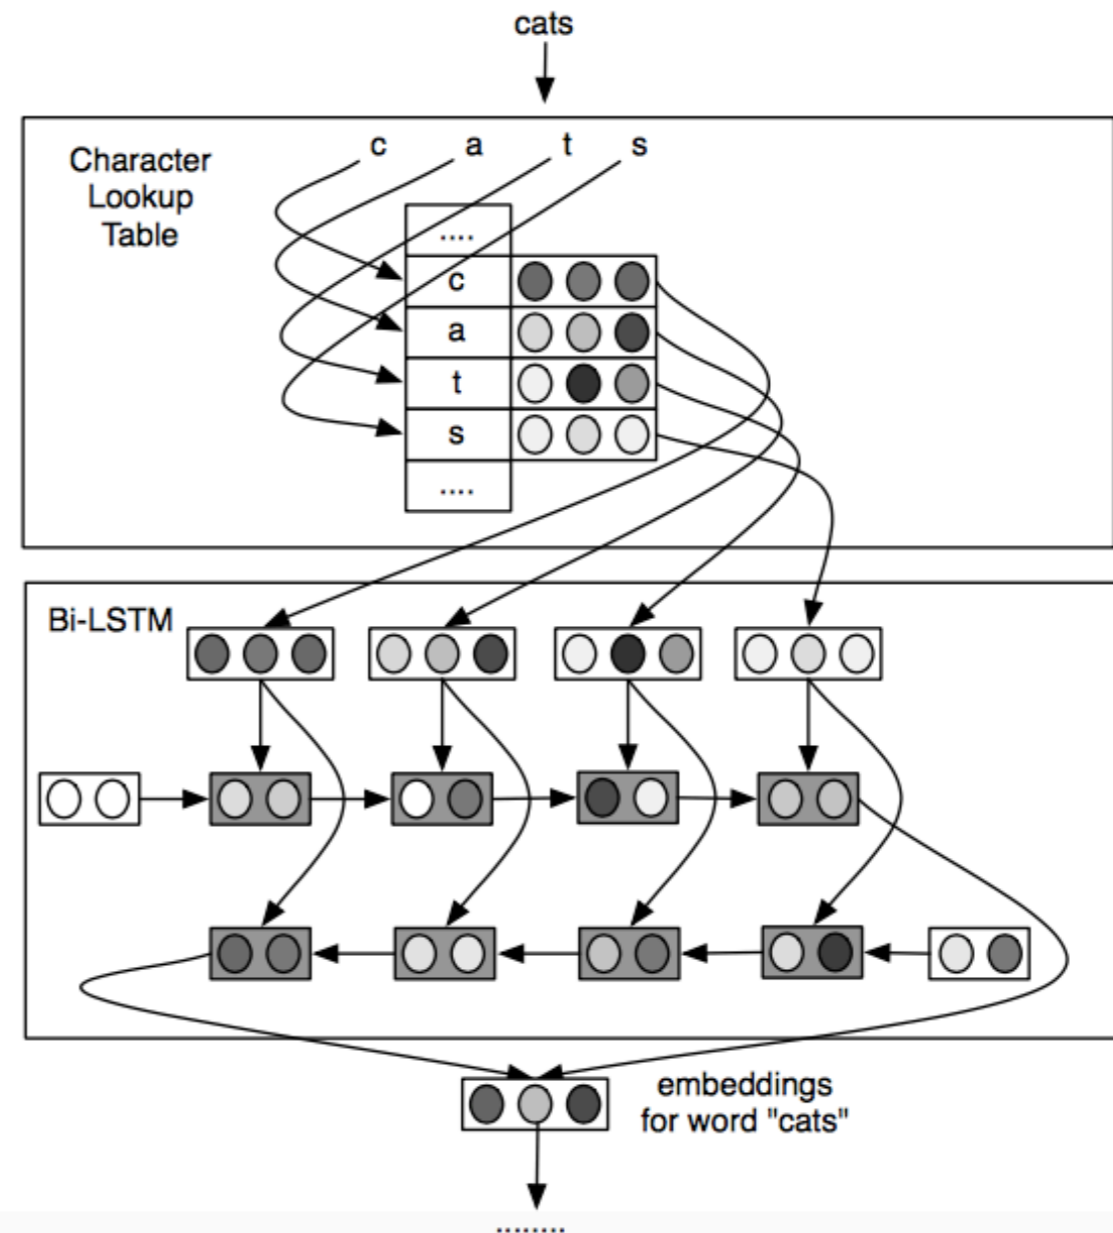 cats
Character
Lookup
Table
c a t s
....
c
a
t
s
....
Bi-LSTM
embeddings
for word "cats"
........